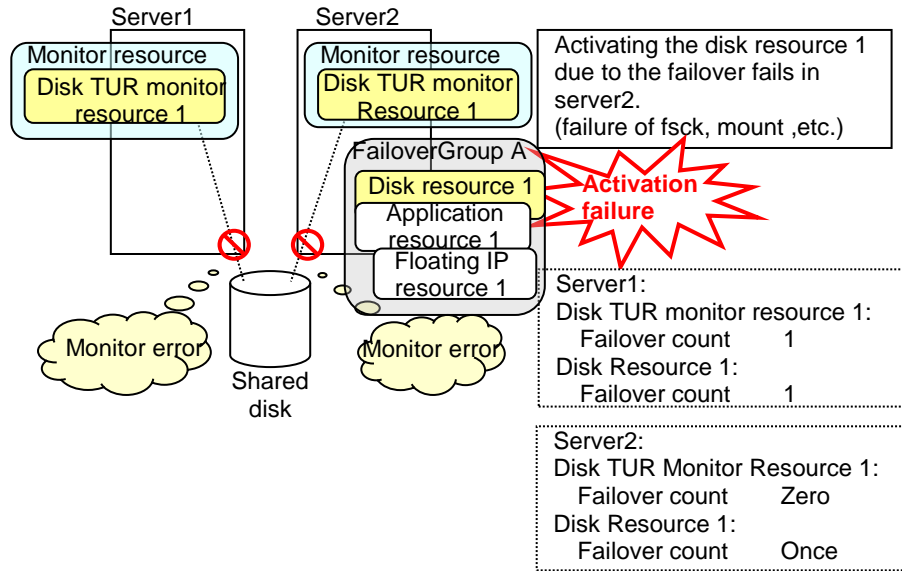 Server1
Server2
Monitor resource
Disk TUR monitor
resource 1
Monitor resource
Disk TUR monitor
Resource 1
Activating the disk resource 1
due to the failover fails in
server2.
(failure of fsck, mount ,etc.)
FailoverGroup A
Disk resource 1
Application
resource 1
Floating IP
resource 1
Activation
failure
Monitor error
Shared
disk
Monitor error
Server1:
Disk TUR monitor resource 1:
Failover count 1
Disk Resource 1:
Failover count 1
Server2:
Disk TUR Monitor Resource 1:
Failover count Zero
Disk Resource 1:
Failover count Once